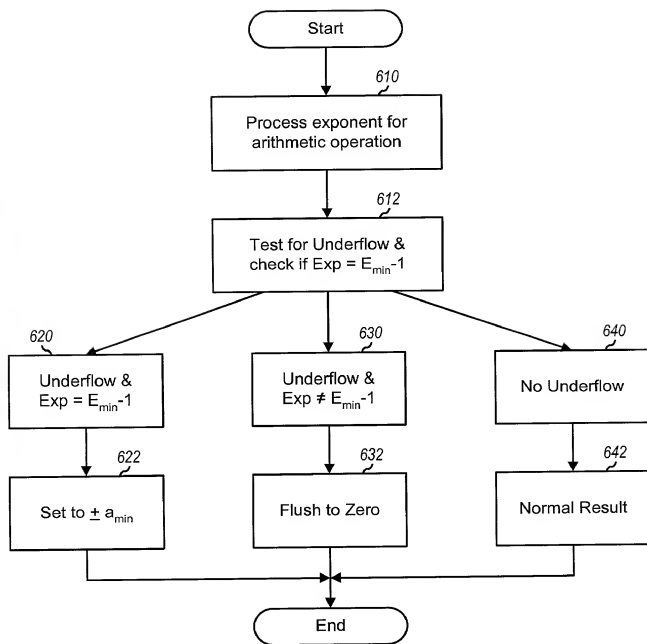 Start
610
Process exponent for
arithmetic operation
612
Test for Underflow &
check if Exp = Emin-1
620
Underflow &
Exp = Emin-1
630
Underflow &
Exp ≠ Emin-1
640
No Underflow
622
Set to ± amin
632
Flush to Zero
642
Normal Result
End